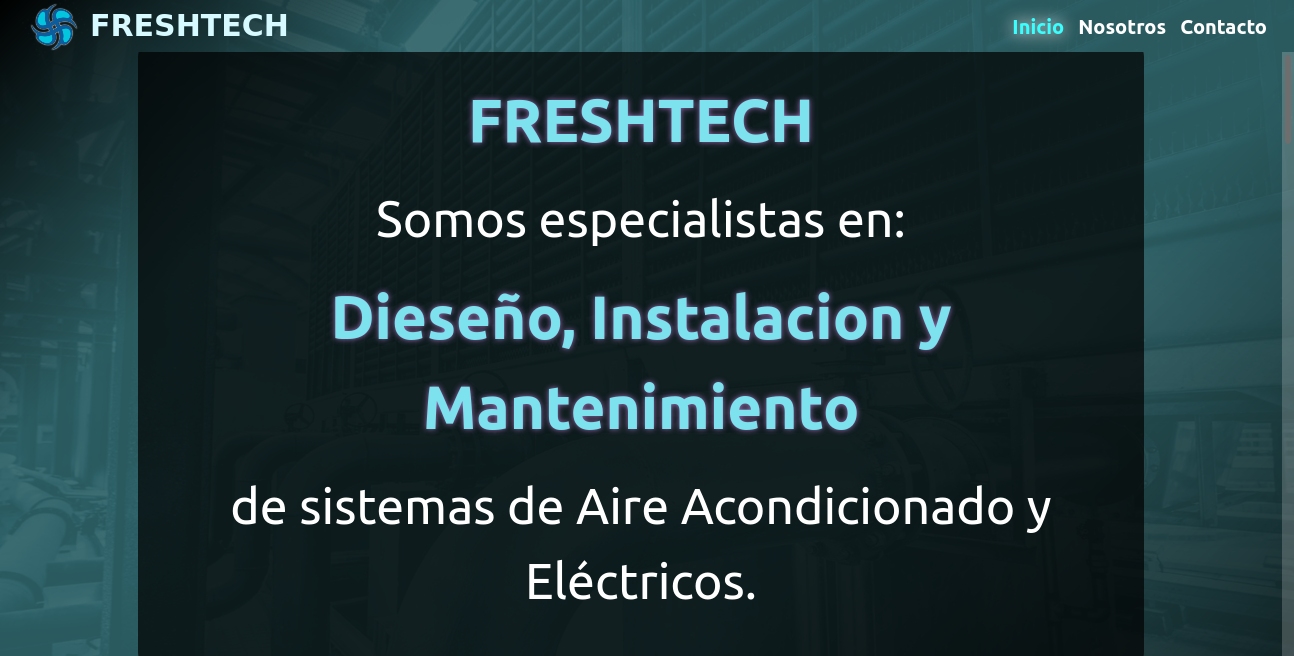 FRESHTECH
Inicio Nosotros Contacto
FRESHTECH
Somos especialistas en:
Dieseño, Instalacion y
Mantenimiento
de sistemas de Aire Acondicionado y
Eléctricos.